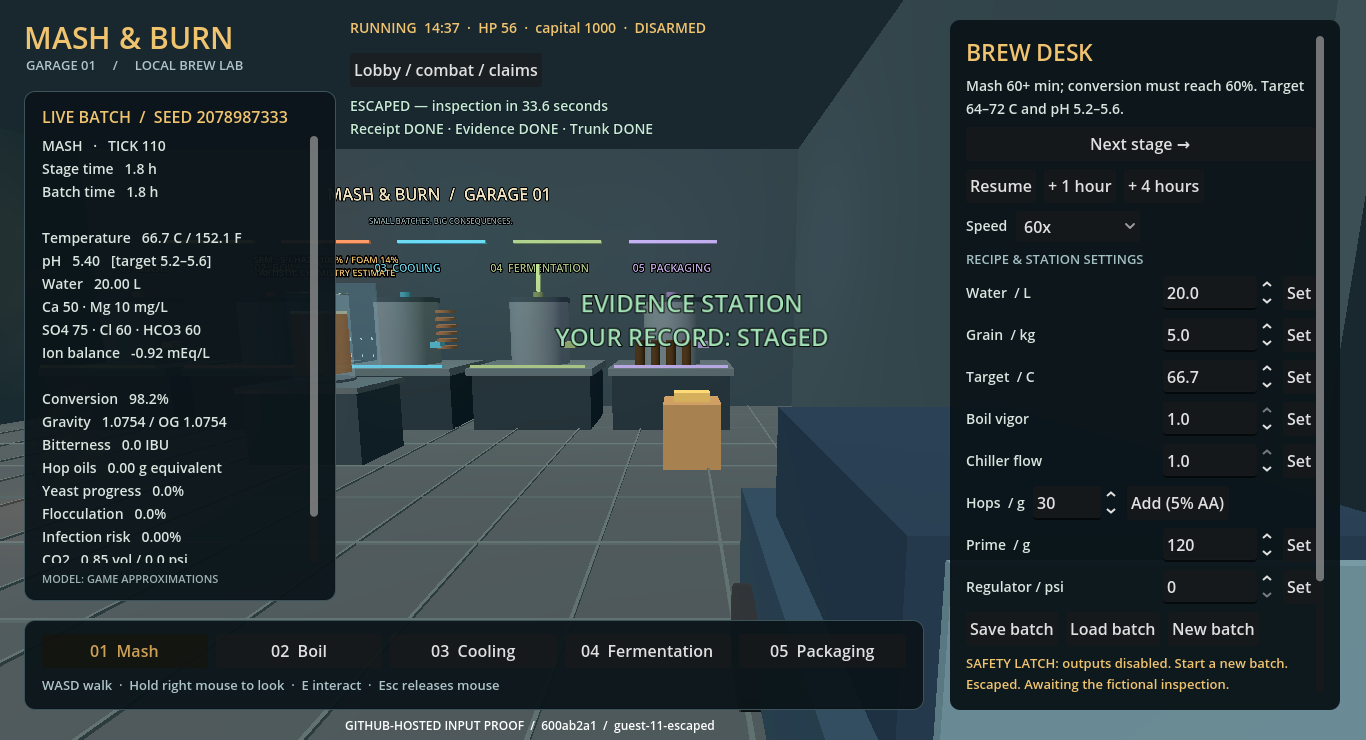 MASH & BURN
GARAGE 01 / LOCAL BREW LAB
RUNNING 14:37 · HP 56 · capital 1000 · DISARMED
Lobby / combat / claims
ESCAPED — inspection in 33.6 seconds
Receipt DONE · Evidence DONE · Trunk DONE
LIVE BATCH / SEED 2078987333
MASH · TICK 110
Stage time 1.8 h
Batch time 1.8 h
Temperature 66.7 C / 152.1 F
pH 5.40 [target 5.2–5.6]
Water 20.00 L
Ca 50 · Mg 10 mg/L
SO4 75 · Cl 60 · HCO3 60
Ion balance -0.92 mEq/L
Conversion 98.2%
Gravity 1.0754 / OG 1.0754
Bitterness 0.0 IBU
Hop oils 0.00 g equivalent
Yeast progress 0.0%
Flocculation 0.0%
Infection risk 0.00%
CO2 0.85 vol / 0.0 psi
MODEL: GAME APPROXIMATIONS
MASH & BURN / GARAGE 01
SMALL BATCHES. BIG CONSEQUENCES.
% / FOAM 14%
TRY ESTIMATE
03 COOLING
04 FERMENTATION
05 PACKAGING
EVIDENCE STATION
YOUR RECORD: STAGED
BREW DESK
Mash 60+ min; conversion must reach 60%. Target
64–72 C and pH 5.2–5.6.
Next stage →
Resume + 1 hour + 4 hours
Speed 60x
RECIPE & STATION SETTINGS
Water / L 20.0 Set
Grain / kg 5.0 Set
Target / C 66.7 Set
Boil vigor 1.0 Set
Chiller flow 1.0 Set
Hops / g 30 Add (5% AA)
Prime / g 120 Set
Regulator / psi 0 Set
Save batch Load batch New batch
SAFETY LATCH: outputs disabled. Start a new batch.
Escaped. Awaiting the fictional inspection.
01 Mash 02 Boil 03 Cooling 04 Fermentation 05 Packaging
WASD walk · Hold right mouse to look · E interact · Esc releases mouse
GITHUB-HOSTED INPUT PROOF / 600ab2a1 / guest-11-escaped